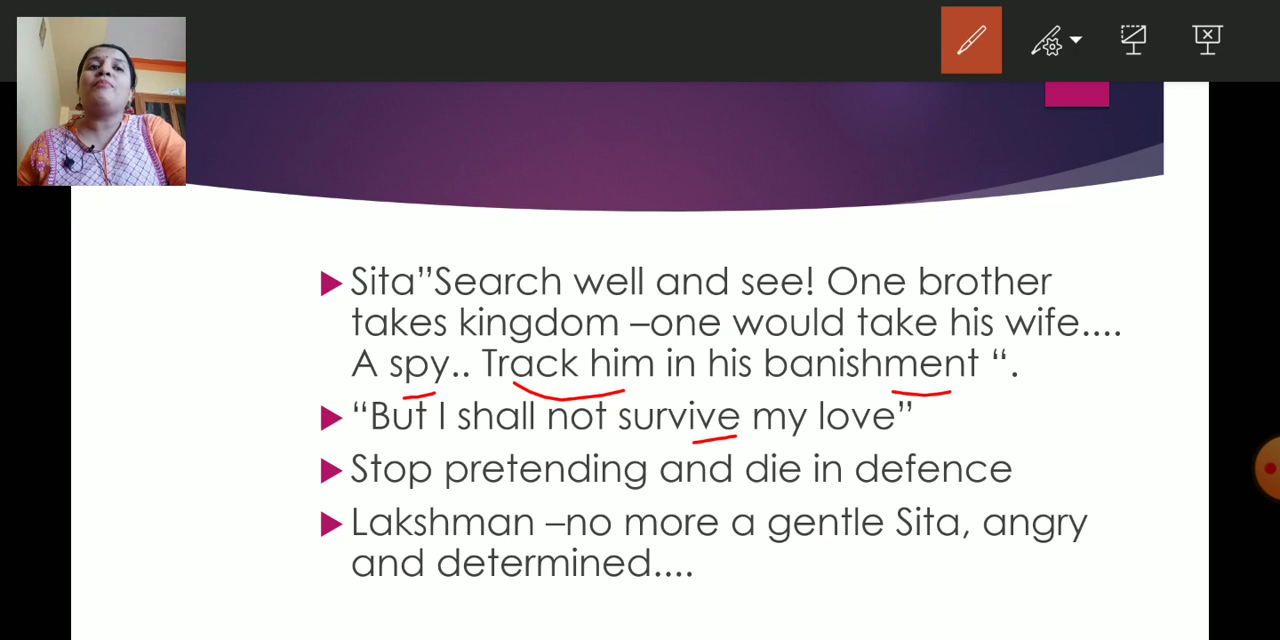 Sita”Search well and see! One brother
takes kingdom –one would take his wife....
A spy.. Track him in his banishment “.
“But I shall not survive my love”
Stop pretending and die in defence
Lakshman –no more a gentle Sita, angry
and determined....